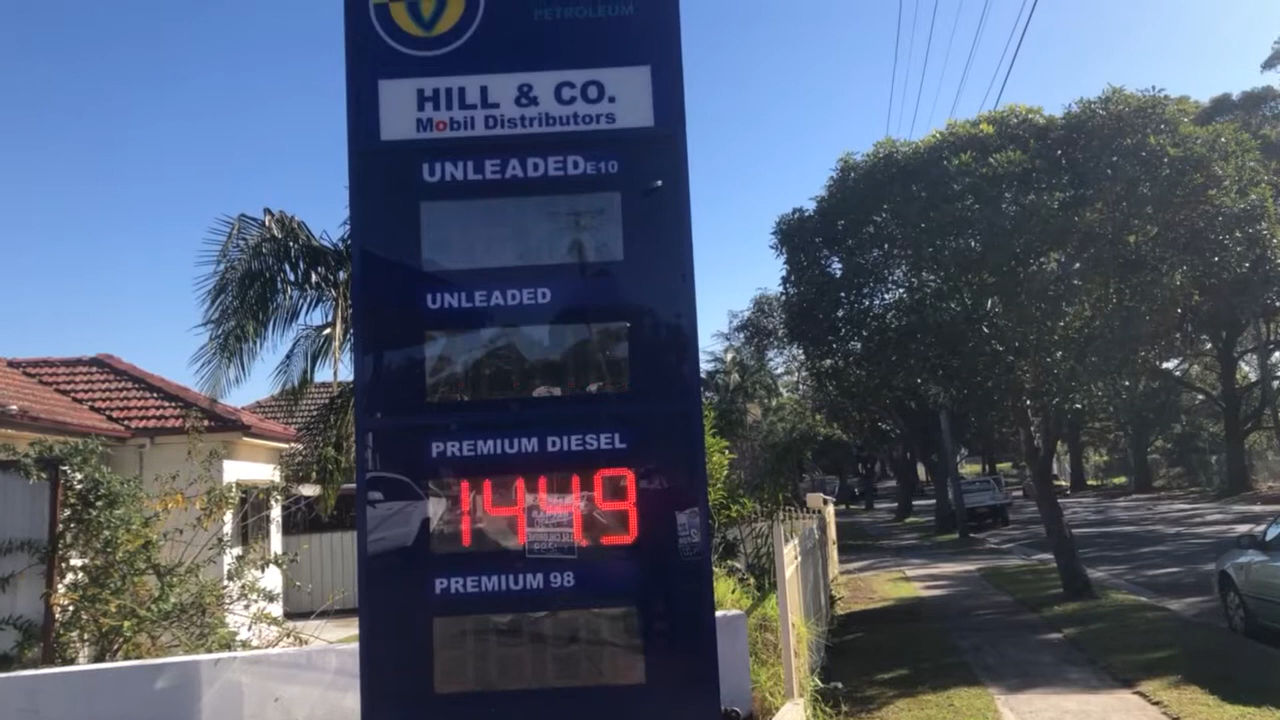 PETROLEUM
HILL & CO.
Mobil Distributors
UNLEADED E10
UNLEADED
PREMIUM DIESEL
1449
PREMIUM 98